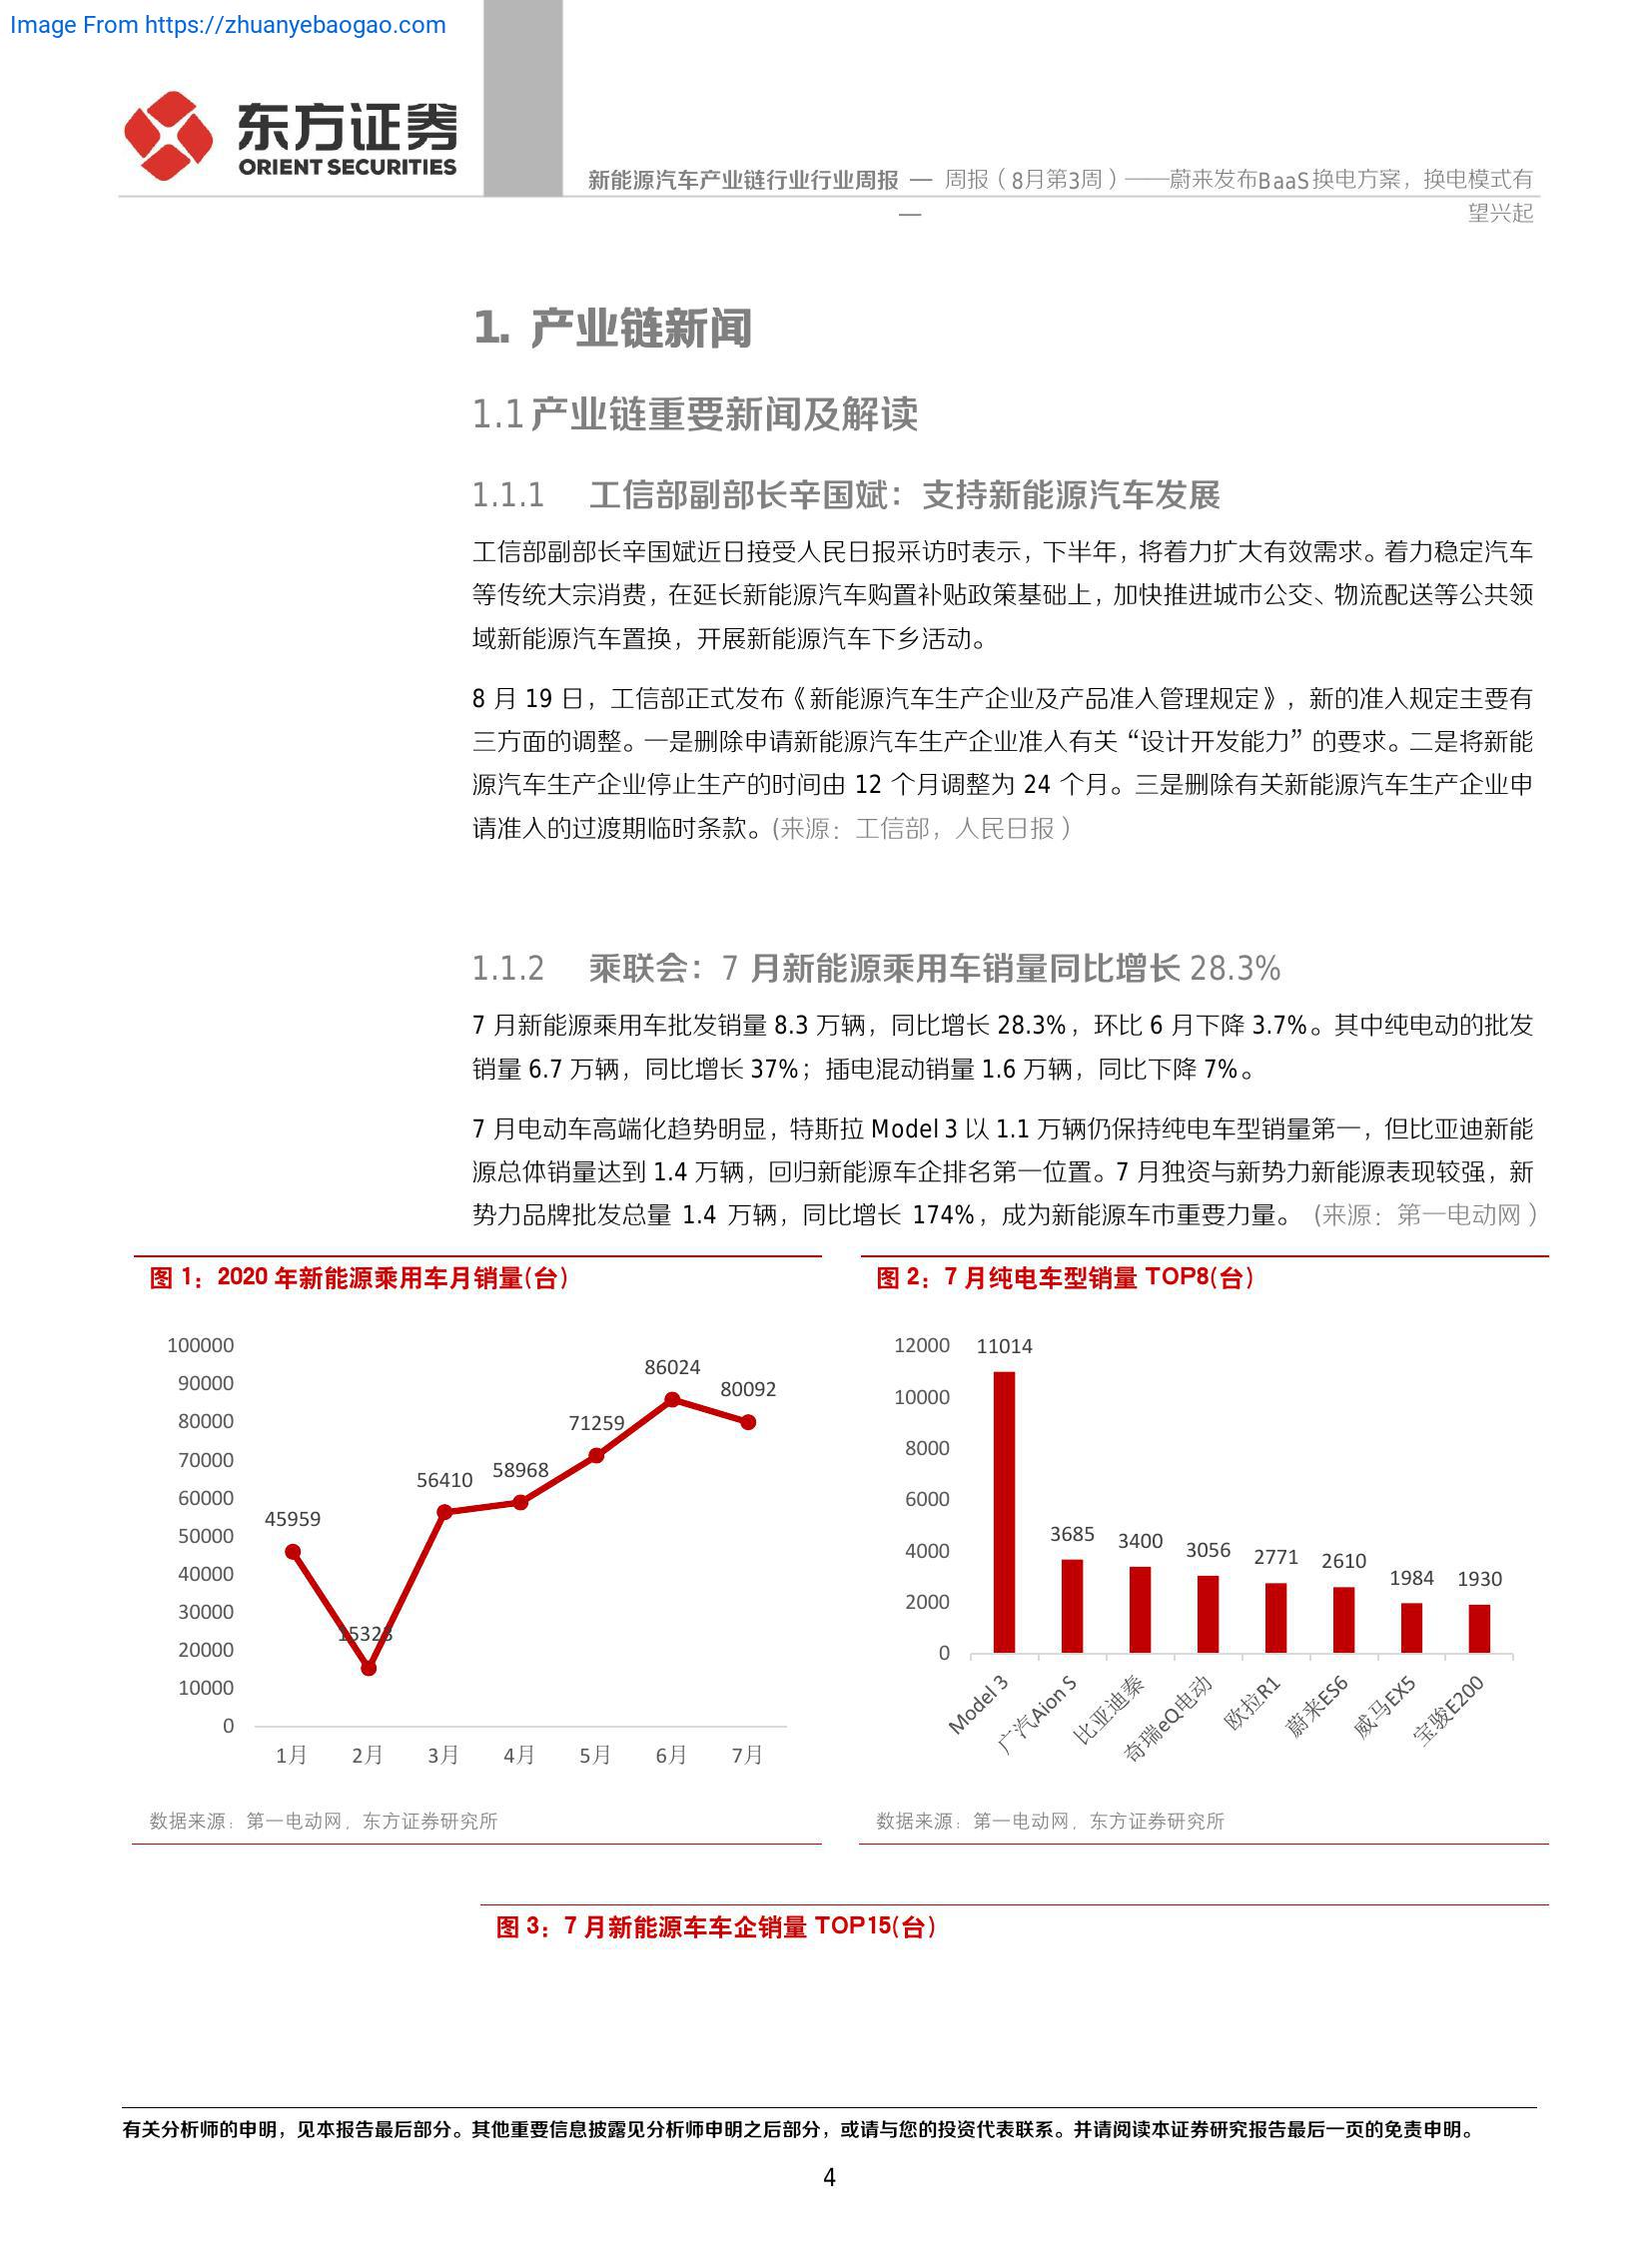 Image From https://zhuanyebaogao.com
东方证券
ORIENT SECURITIES
新能源汽车产业链行业行业周报 — 周报（8月第3周）——蔚来发布BaaS换电方案，换电模式有
—
望兴起
1. 产业链新闻
1.1产业链重要新闻及解读
1.1.1 工信部副部长辛国斌：支持新能源汽车发展
工信部副部长辛国斌近日接受人民日报采访时表示，下半年，将着力扩大有效需求。着力稳定汽车
等传统大宗消费，在延长新能源汽车购置补贴政策基础上，加快推进城市公交、物流配送等公共领
域新能源汽车置换，开展新能源汽车下乡活动。
8 月 19 日，工信部正式发布《新能源汽车生产企业及产品准入管理规定》，新的准入规定主要有
三方面的调整。一是删除申请新能源汽车生产企业准入有关“设计开发能力”的要求。二是将新能
源汽车生产企业停止生产的时间由 12 个月调整为 24 个月。三是删除有关新能源汽车生产企业申
请准入的过渡期临时条款。(来源：工信部，人民日报 )
1.1.2 乘联会：7 月新能源乘用车销量同比增长 28.3%
7 月新能源乘用车批发销量 8.3 万辆，同比增长 28.3%，环比 6 月下降 3.7%。其中纯电动的批发
销量 6.7 万辆，同比增长 37%；插电混动销量 1.6 万辆，同比下降 7%。
7 月电动车高端化趋势明显，特斯拉 Model 3 以 1.1 万辆仍保持纯电车型销量第一，但比亚迪新能
源总体销量达到 1.4 万辆，回归新能源车企排名第一位置。7 月独资与新势力新能源表现较强，新
势力品牌批发总量 1.4 万辆，同比增长 174%，成为新能源车市重要力量。 (来源：第一电动网 )
图 1：2020 年新能源乘用车月销量(台)
100000
90000
80000
70000
60000
50000
40000
30000
20000
10000
0
45959
15323
56410
58968
71259
86024
80092
1月 2月 3月 4月 5月 6月 7月
数据来源：第一电动网，东方证券研究所
图 2：7 月纯电车型销量 TOP8(台)
12000
10000
8000
6000
4000
2000
0
11014
3685
3400
3056
2771
2610
1984
1930
Model 3
广汽Aion S
比亚迪秦
奇瑞eQ电动
欧拉R1
蔚来ES6
威马EX5
宝骏E200
数据来源：第一电动网，东方证券研究所
图 3：7 月新能源车车企销量 TOP15(台)
有关分析师的申明，见本报告最后部分。其他重要信息披露见分析师申明之后部分，或请与您的投资代表联系。并请阅读本证券研究报告最后一页的免责申明。
4